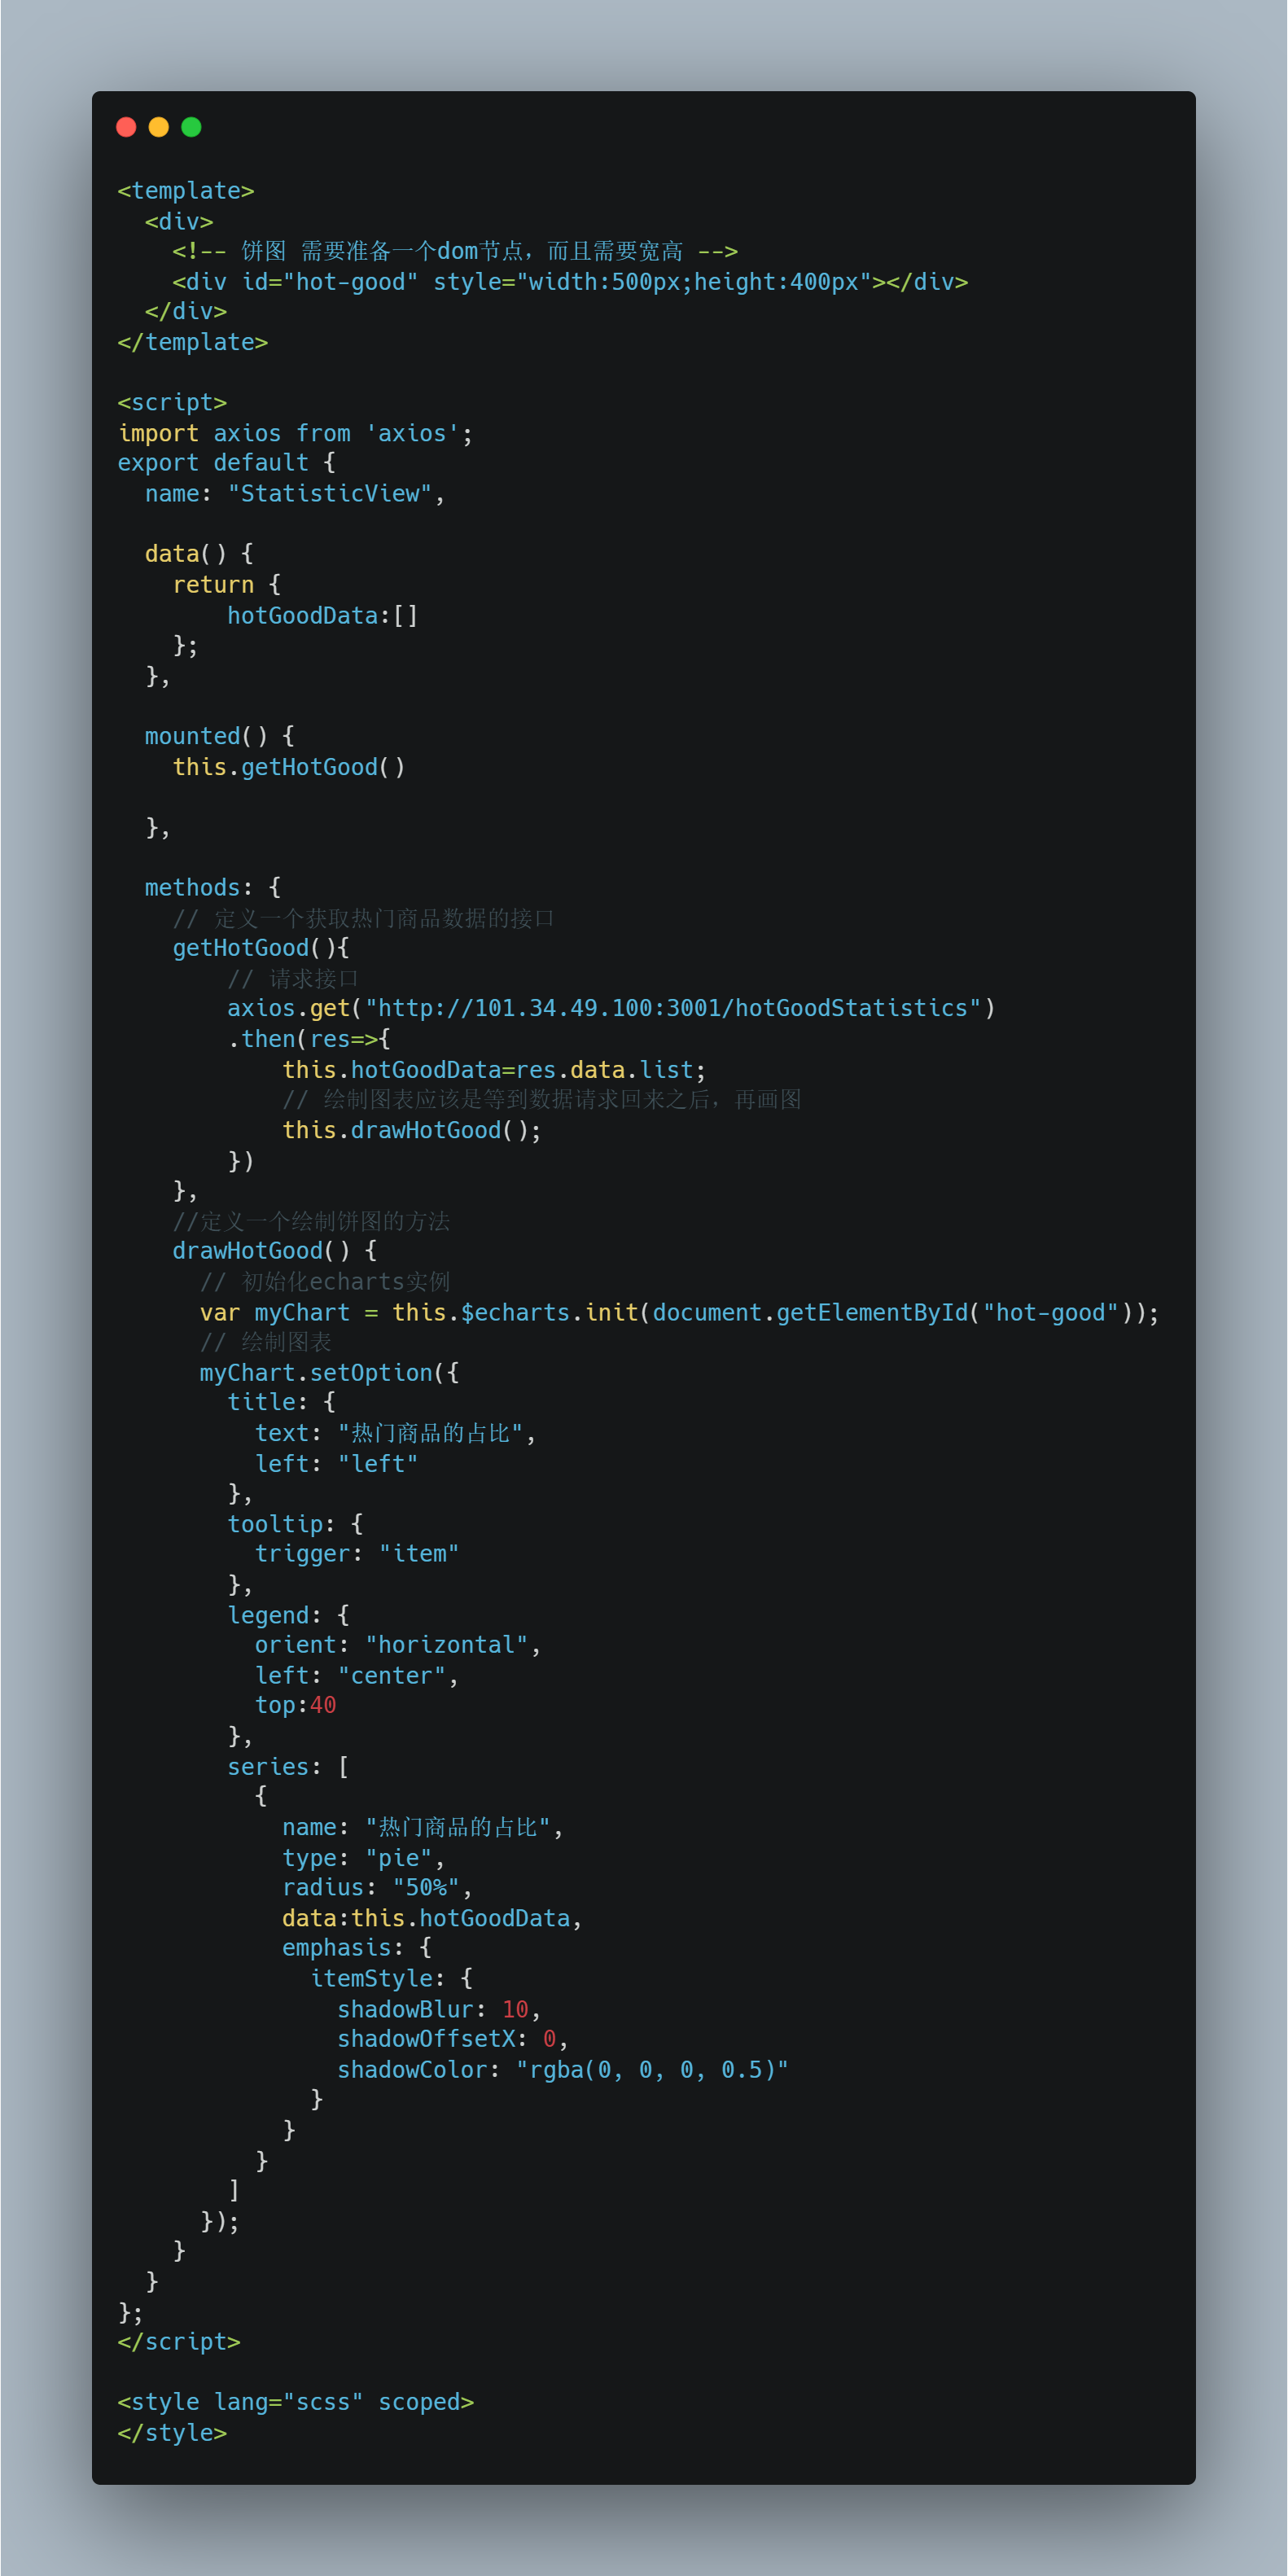 <template>
  <div>
    <!-- 饼图 需要准备一个dom节点，而且需要宽高 -->
    <div id="hot-good" style="width:500px;height:400px"></div>
  </div>
</template>

<script>
import axios from 'axios';
export default {
  name: "StatisticView",

  data() {
    return {
        hotGoodData:[]
    };
  },

  mounted() {
    this.getHotGood()

  },

  methods: {
    // 定义一个获取热门商品数据的接口
    getHotGood(){
        // 请求接口
        axios.get("http://101.34.49.100:3001/hotGoodStatistics")
        .then(res=>{
            this.hotGoodData=res.data.list;
            // 绘制图表应该是等到数据请求回来之后，再画图
            this.drawHotGood();
        })
    },
    //定义一个绘制饼图的方法
    drawHotGood() {
      // 初始化echarts实例
      var myChart = this.$echarts.init(document.getElementById("hot-good"));
      // 绘制图表
      myChart.setOption({
        title: {
          text: "热门商品的占比",
          left: "left"
        },
        tooltip: {
          trigger: "item"
        },
        legend: {
          orient: "horizontal",
          left: "center",
          top:40
        },
        series: [
          {
            name: "热门商品的占比",
            type: "pie",
            radius: "50%",
            data:this.hotGoodData,
            emphasis: {
              itemStyle: {
                shadowBlur: 10,
                shadowOffsetX: 0,
                shadowColor: "rgba(0, 0, 0, 0.5)"
              }
            }
          }
        ]
      });
    }
  }
};
</script>

<style lang="scss" scoped>
</style>